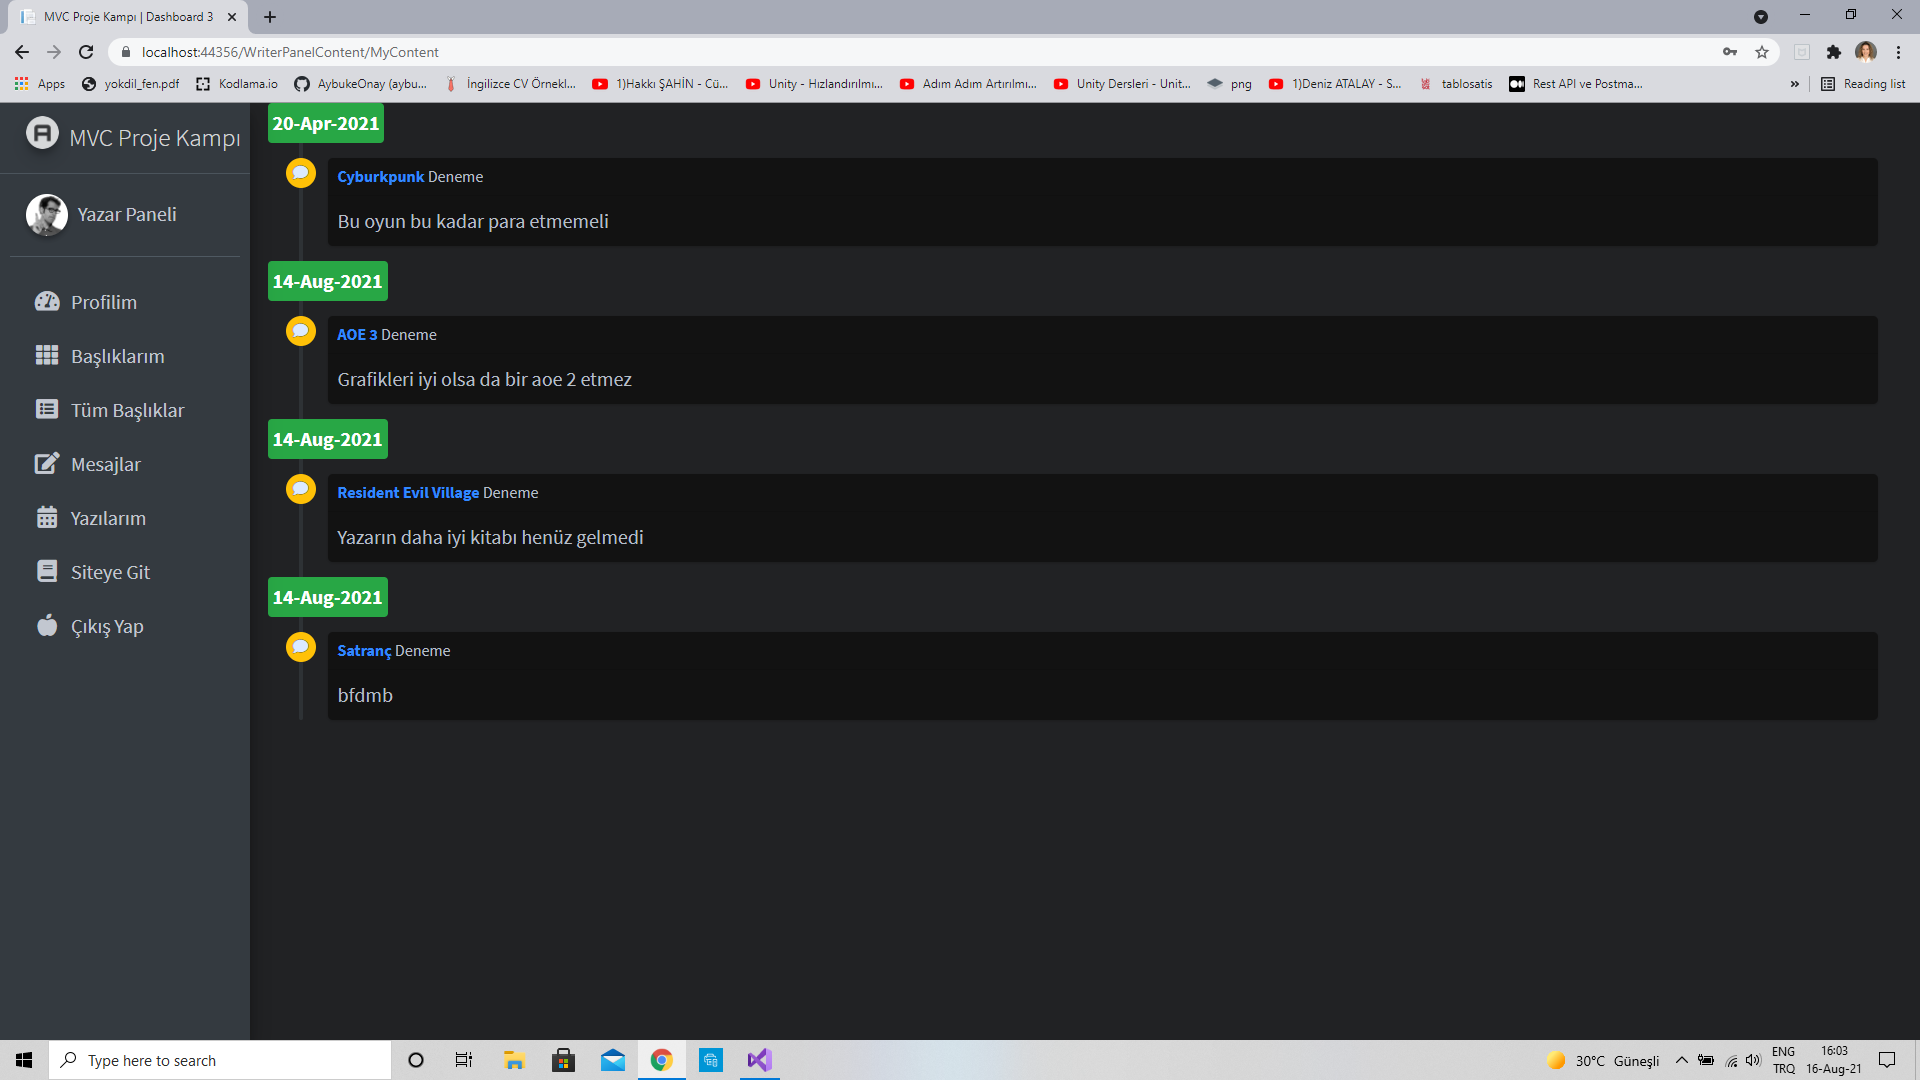 MVC Proje Kampı | Dashboard 3
localhost:44356/WriterPanelContent/MyContent
Apps
yokdil_fen.pdf
Kodlama.io
AybukeOnay (aybu...
İngilizce CV Örnekl...
1)Hakkı ŞAHİN - Cü...
Unity - Hızlandırılmı...
Adım Adım Artırılmı...
Unity Dersleri - Unit...
png
1)Deniz ATALAY - S...
tablosatis
Rest API ve Postma...
»
Reading list
MVC Proje Kampı
Yazar Paneli
Profilim
Başlıklarım
Tüm Başlıklar
Mesajlar
Yazılarım
Siteye Git
Çıkış Yap
20-Apr-2021
Cyburkpunk Deneme
Bu oyun bu kadar para etmemeli
14-Aug-2021
AOE 3 Deneme
Grafikleri iyi olsa da bir aoe 2 etmez
14-Aug-2021
Resident Evil Village Deneme
Yazarın daha iyi kitabı henüz gelmedi
14-Aug-2021
Satranç Deneme
bfdmb
Type here to search
30°C Güneşli
ENG
TRQ
16:03
16-Aug-21